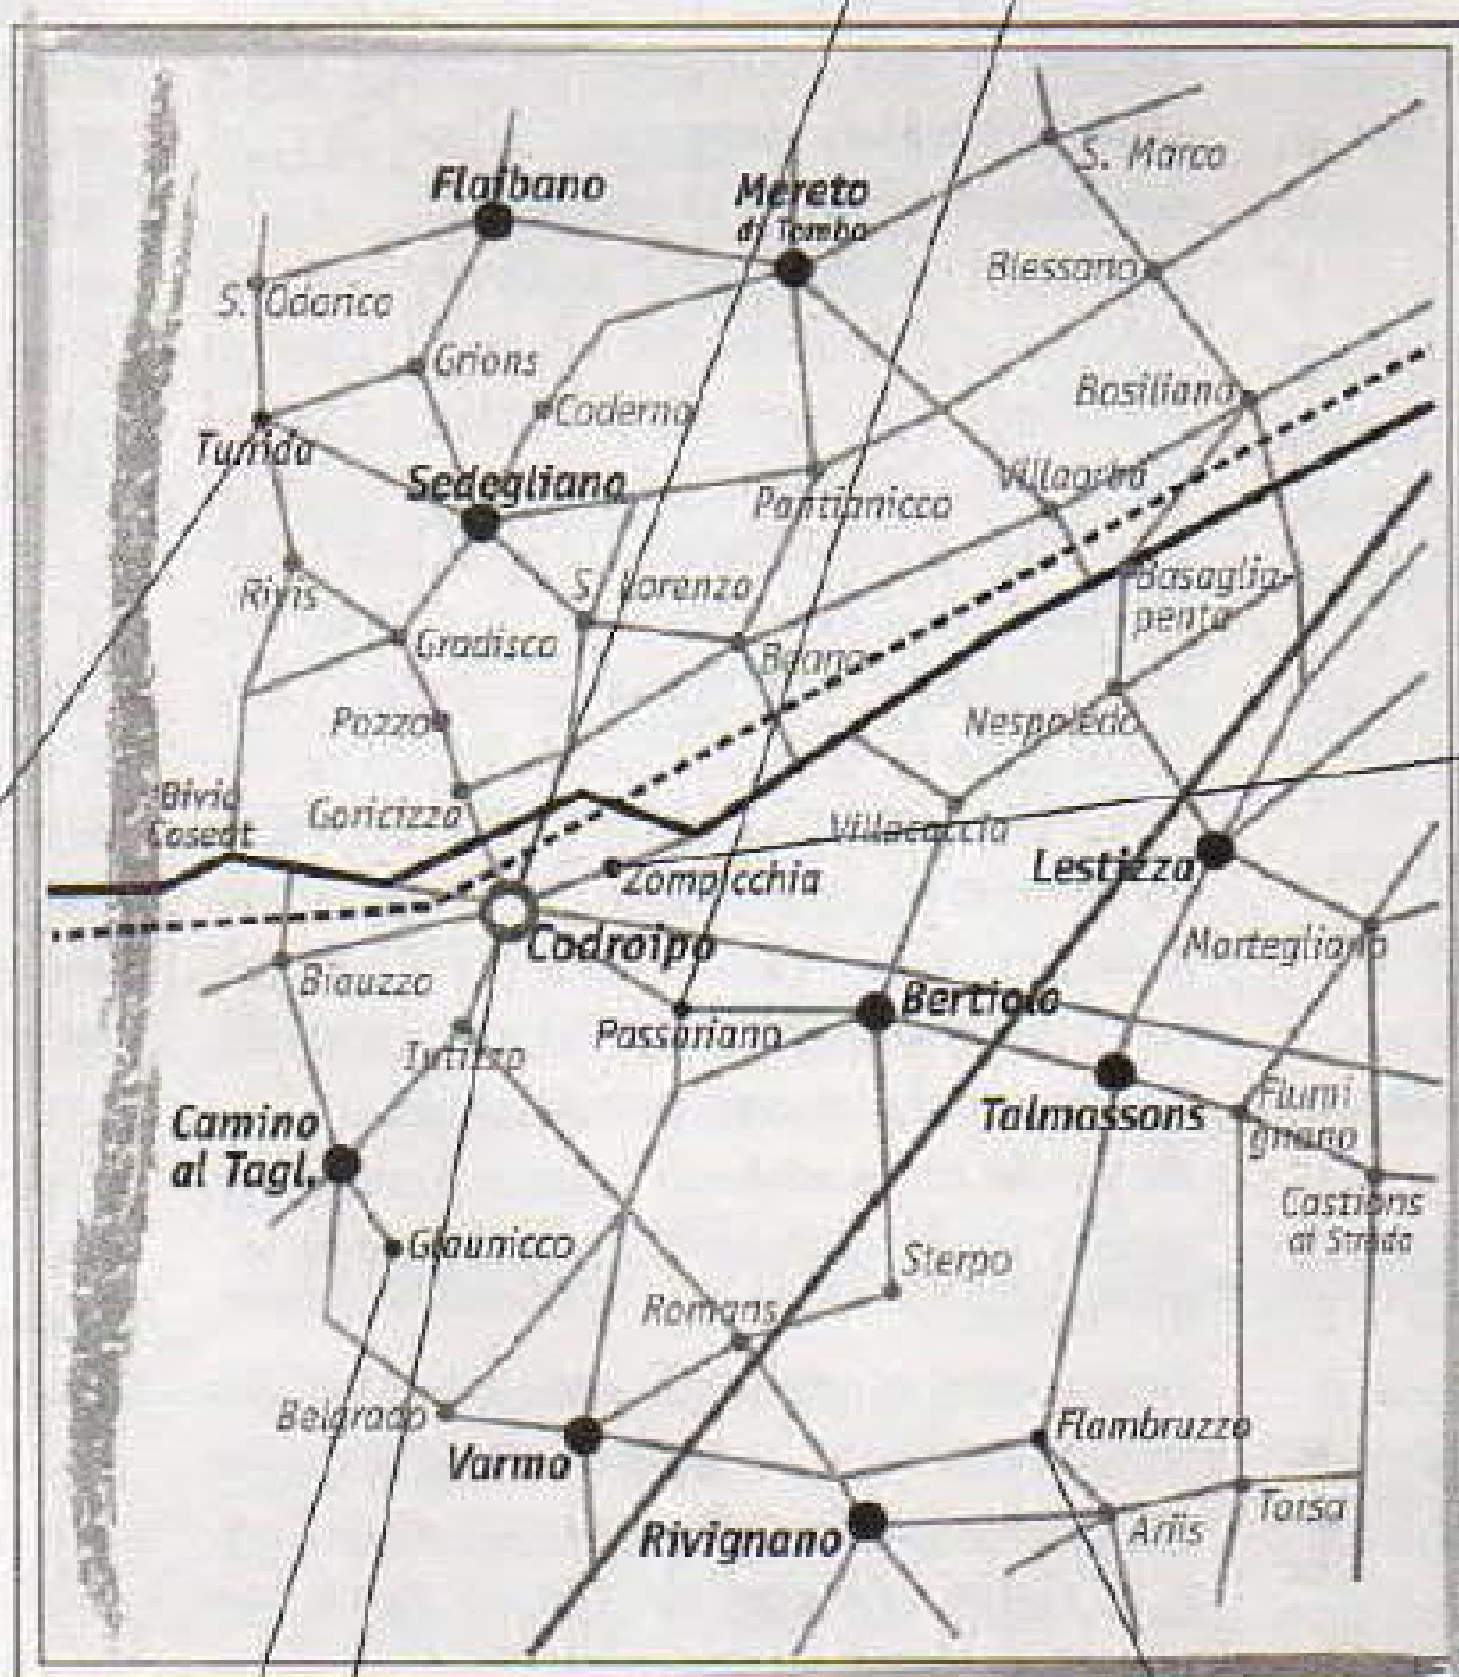 S. Marco
Flaibano
Mereto
di Tomba
Blessano
S. Odorico
Grions
Coderno
Basiliano
Turrida
Sedegliano
Pantianicco
Villaorba
Rivis
S. Lorenzo
Basaglia-
penta
Gradisca
Beano
Pozzo
Nespoledo
Bivio
Coseat
Goricizza
Villacaccia
Zompicchia
Lestizza
Codroipo
Mortegliano
Biauzzo
Bertiolo
Passariano
Iutizzo
Talmassons
Flumi
gnano
Camino
al Tagl.
Castions
di Strada
Glaunicco
Sterpo
Romans
Belgrado
Varmo
Flambruzzo
Rivignano
Ariis
Torsa